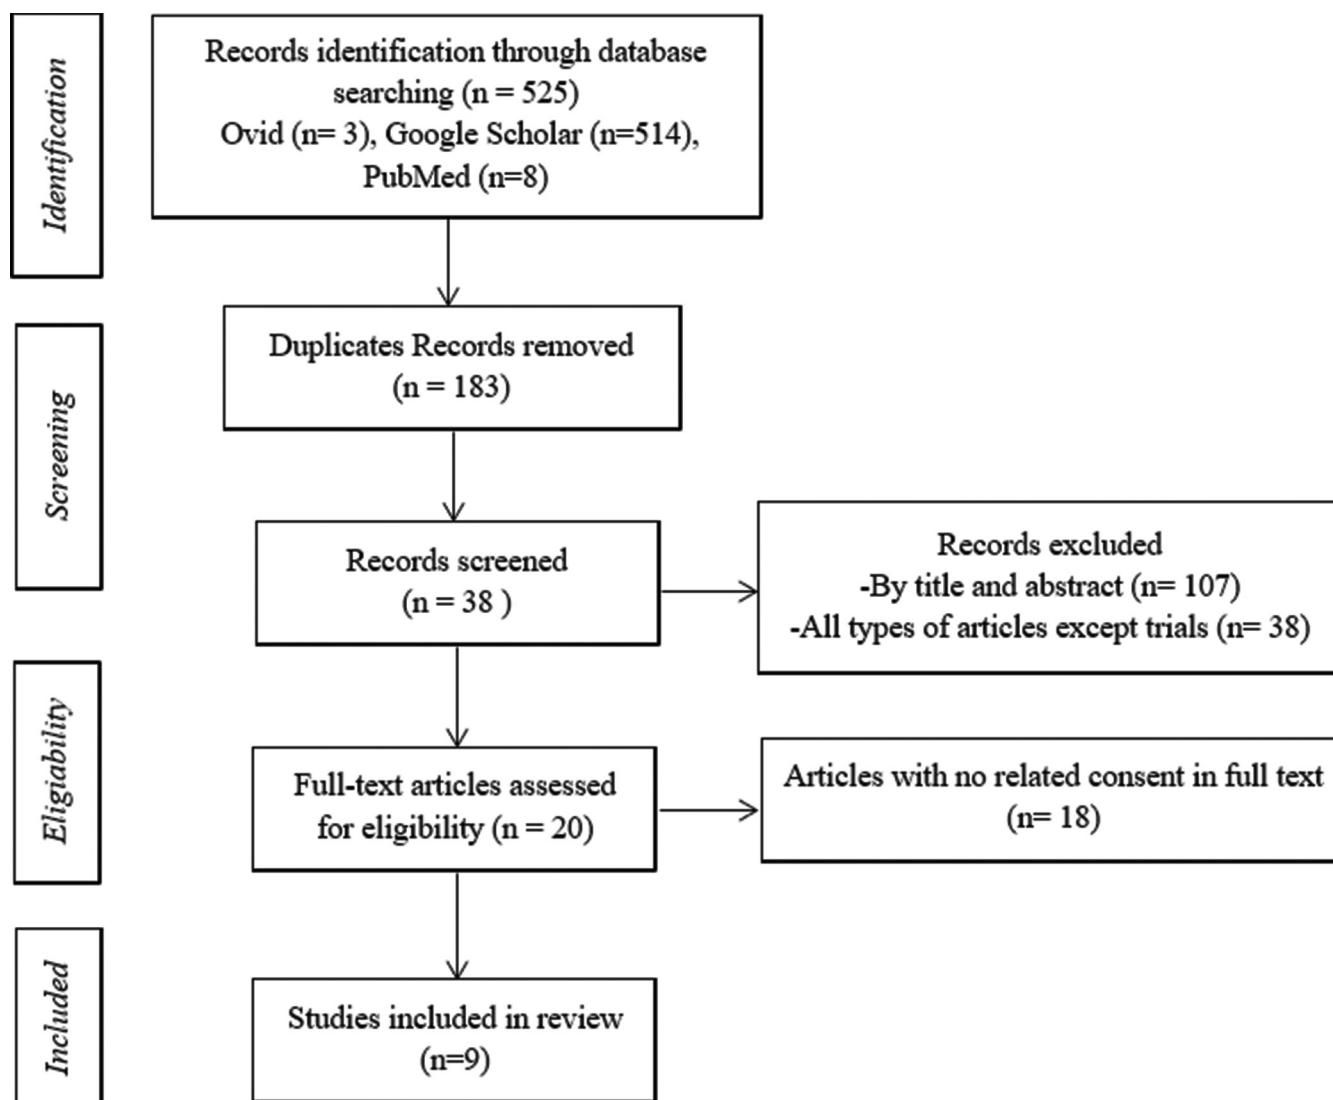 Identification
Records identification through database
searching (n = 525)
Ovid (n= 3), Google Scholar (n=514),
PubMed (n=8)
Screening
Duplicates Records removed
(n = 183)
Records screened
(n = 38 )
Records excluded
-By title and abstract (n= 107)
-All types of articles except trials (n= 38)
Eligiability
Full-text articles assessed
for eligibility (n = 20)
Articles with no related consent in full text
(n= 18)
Included
Studies included in review
(n=9)